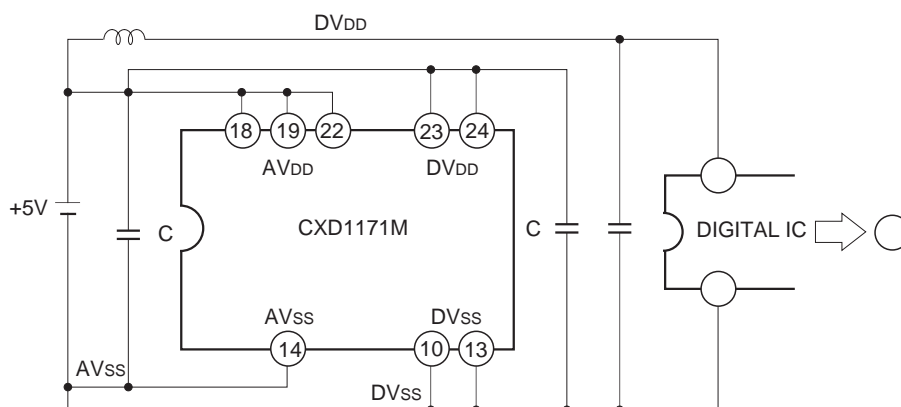 DVDD
18 19 22 23 24
AVDD DVDD
+5V C CXD1171M C DIGITAL IC
AVSS DVSS
14 10 13
AVSS
DVSS